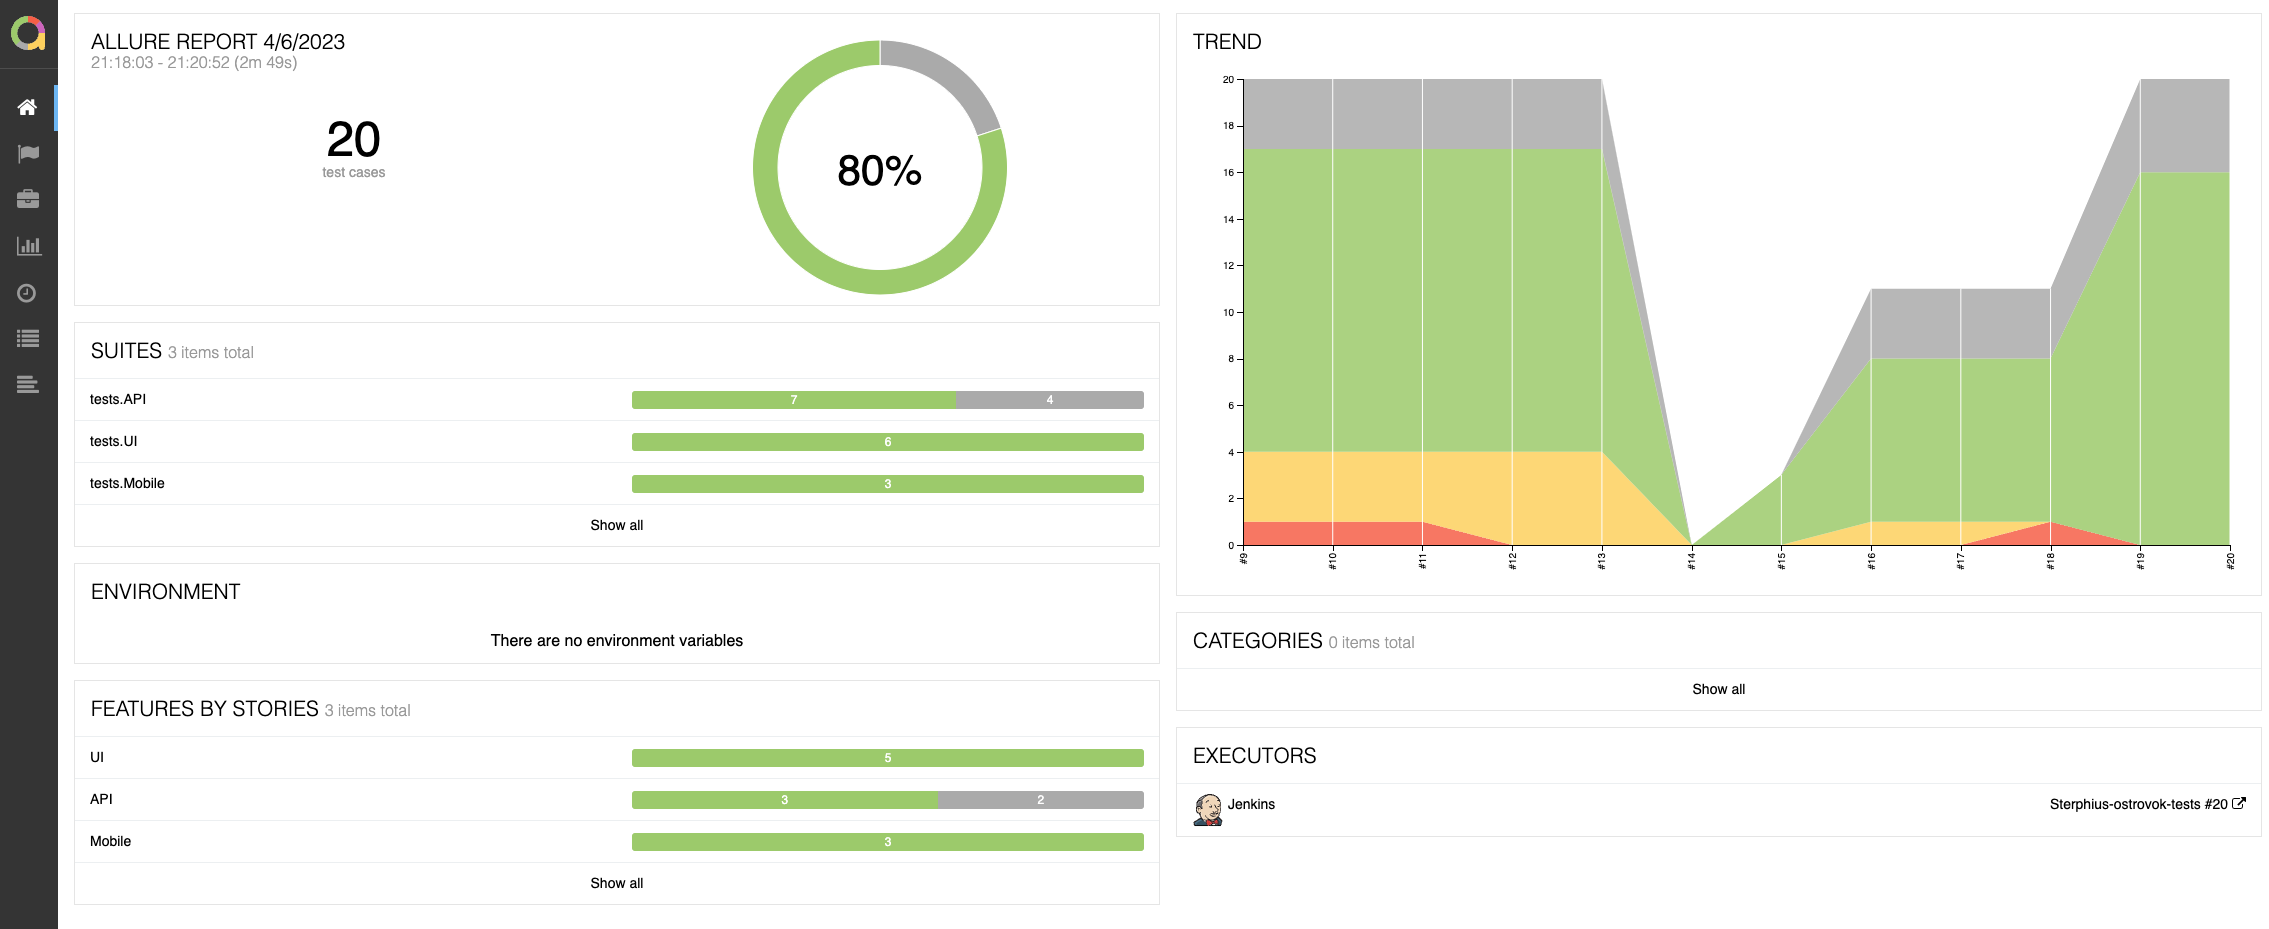 ALLURE REPORT 4/6/2023
21:18:03 - 21:20:52 (2m 49s)
20
test cases
80%
SUITES 3 items total
tests.API 7 4
tests.UI 6
tests.Mobile 3
Show all
ENVIRONMENT
There are no environment variables
FEATURES BY STORIES 3 items total
UI 5
API 3 2
Mobile 3
Show all
TREND
20
18
16
14
12
10
8
6
4
2
0
#9 #10 #11 #12 #13 #14 #15 #16 #17 #18 #19 #20
CATEGORIES 0 items total
Show all
EXECUTORS
Jenkins Sterphius-ostrovok-tests #20